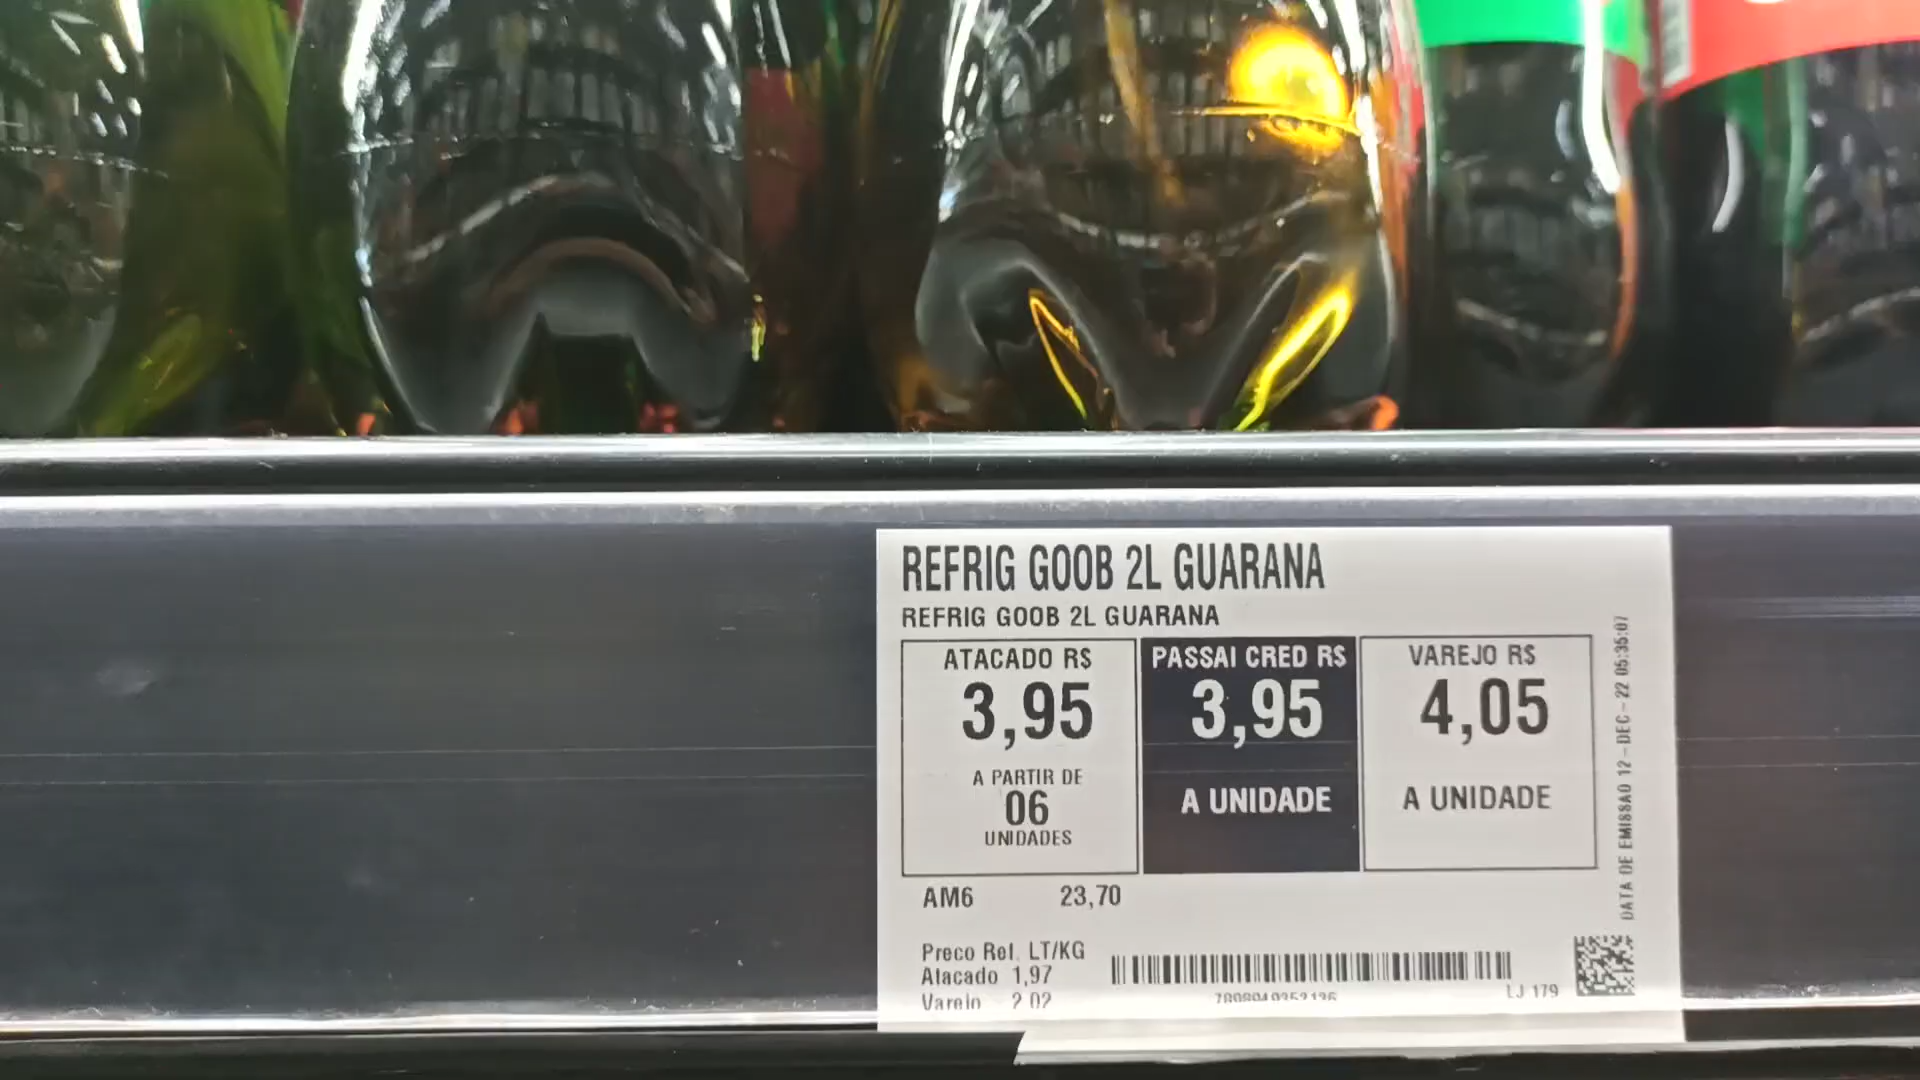 REFRIG GOOB 2L GUARANA
REFRIG GOOB 2L GUARANA
ATACADO R$
3,95
A PARTIR DE
06
UNIDADES
PASSAI CRED R$
3,95
A UNIDADE
VAREJO R$
4,05
A UNIDADE
DATA DE EMISSAO 12-DEC-22 05:35:07
AM6 23,70
Preco Ref. LT/KG
Atacado 1,97
Varejo 2,02
LJ 179